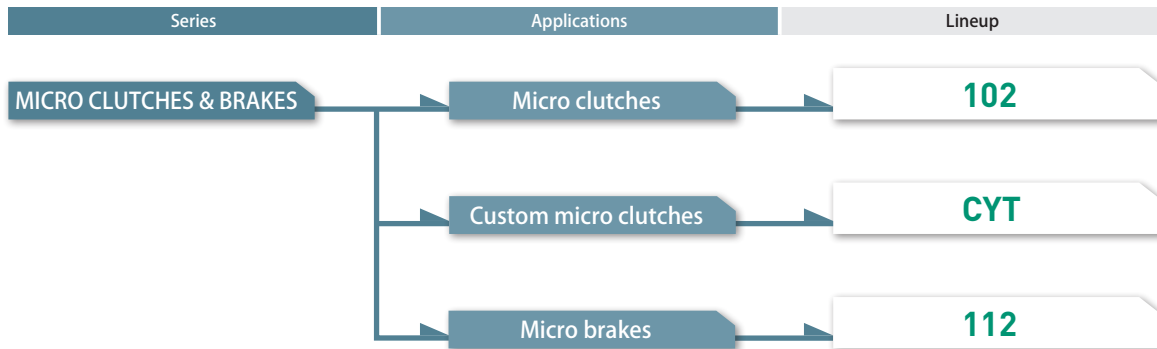 Series
Applications
Lineup
MICRO CLUTCHES & BRAKES
Micro clutches
102
Custom micro clutches
CYT
Micro brakes
112